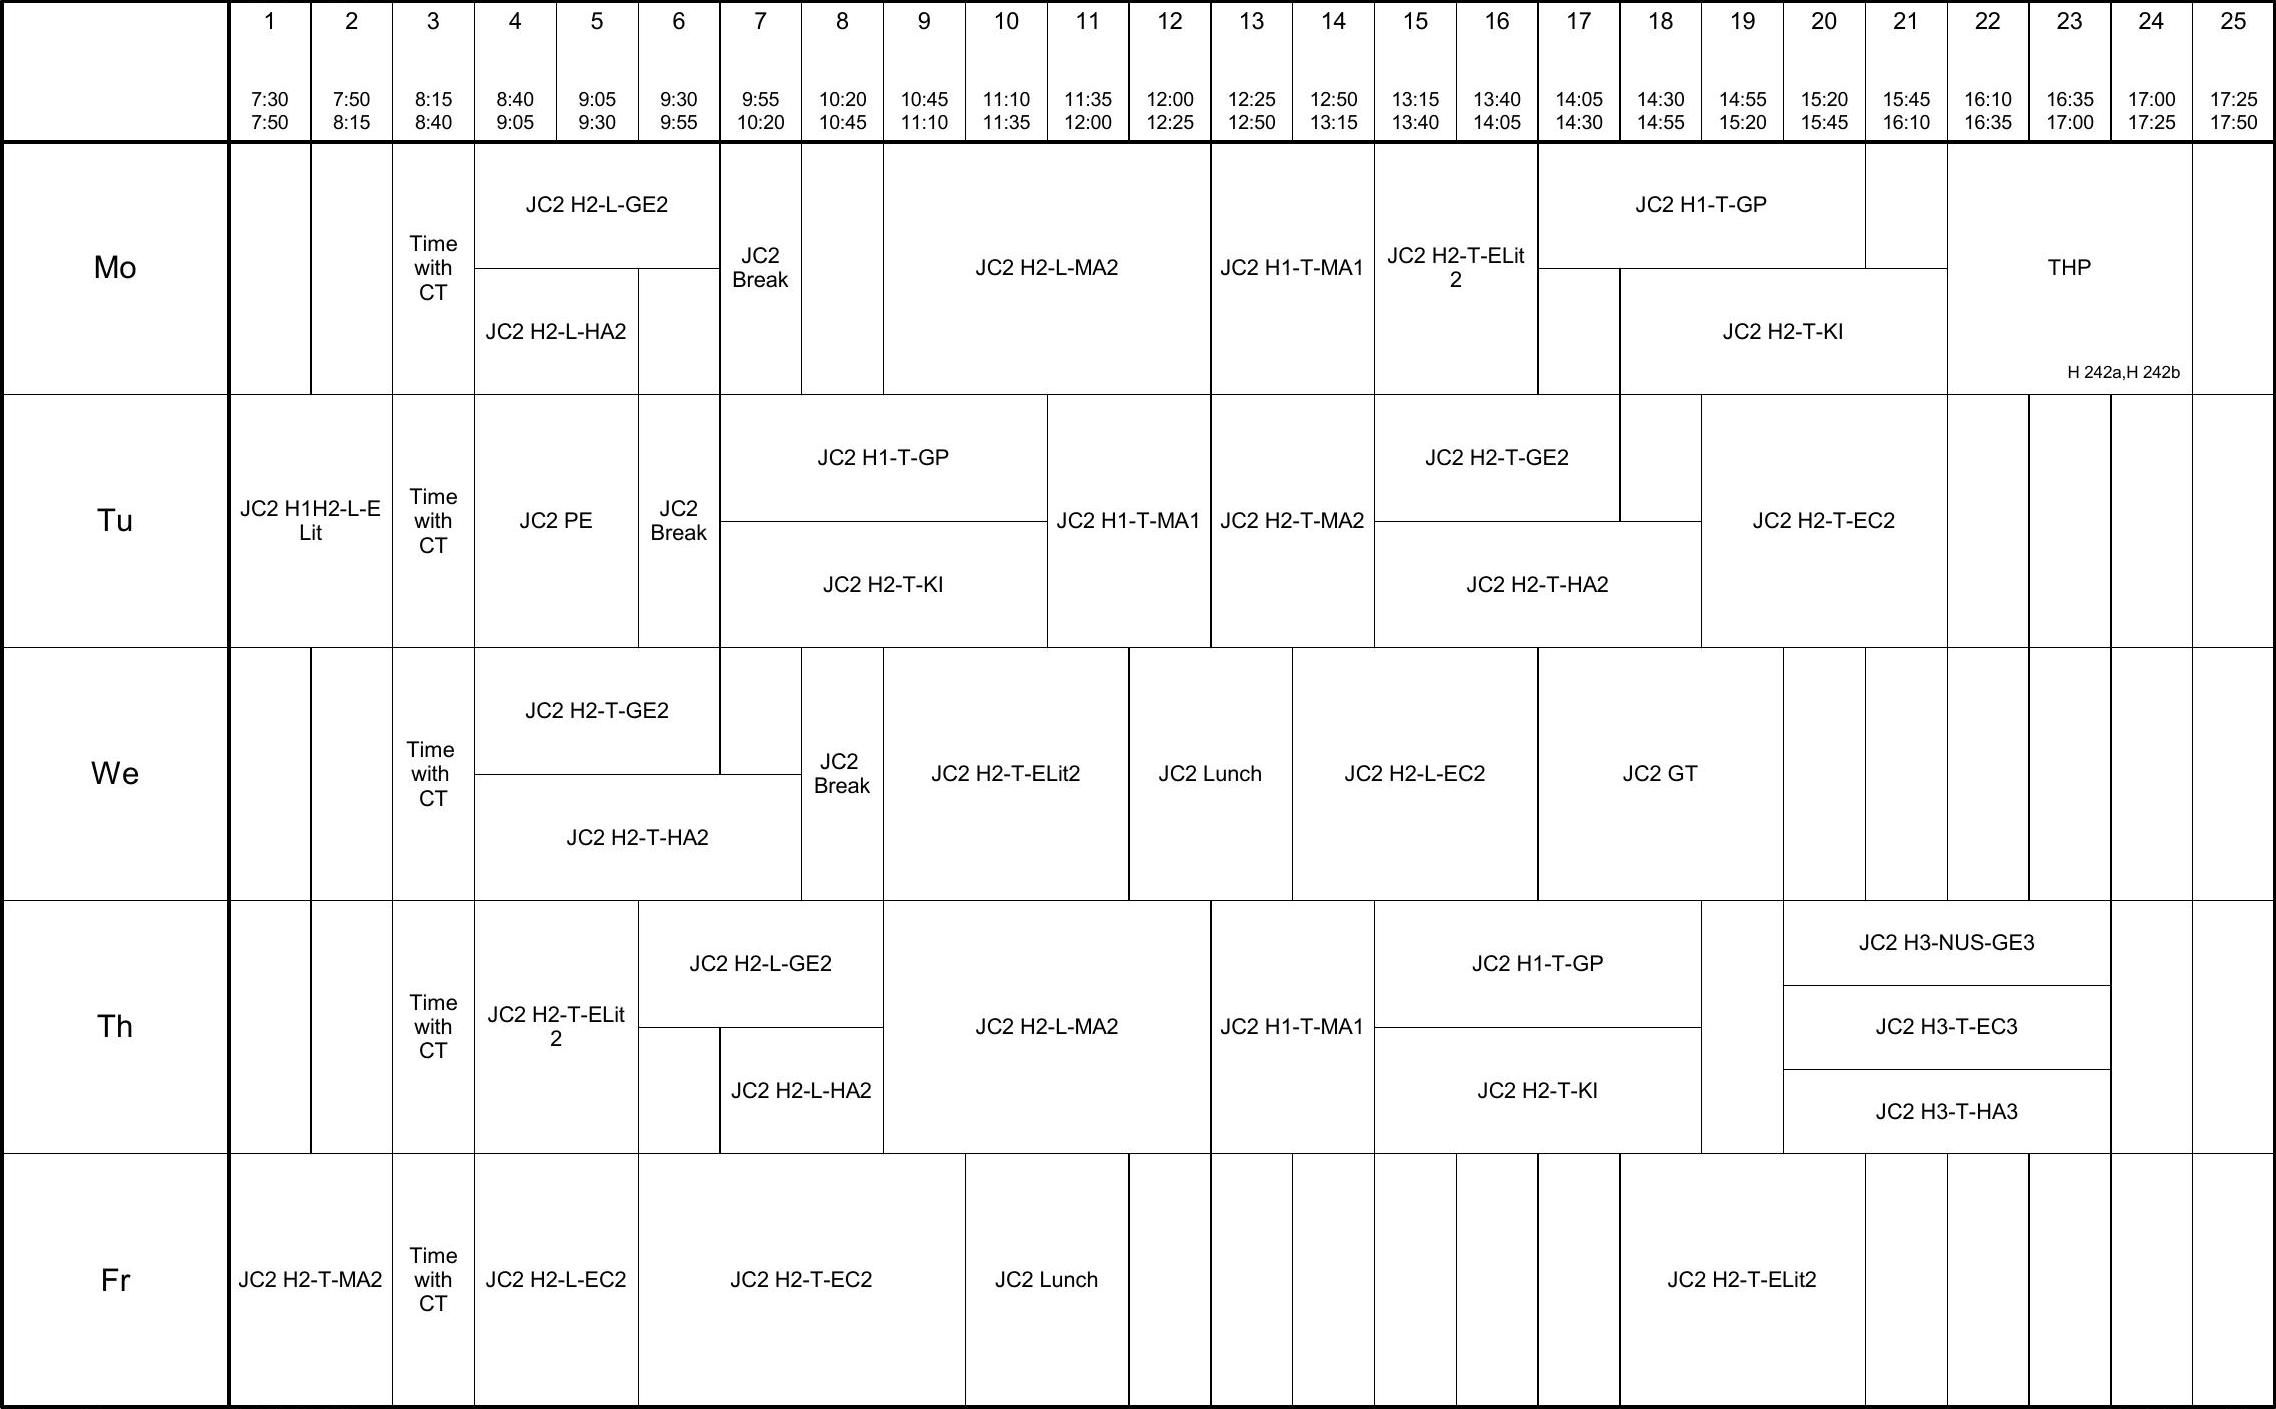 1 2 3 4 5 6 7 8 9 10 11 12 13 14 15 16 17 18 19 20 21 22 23 24 25
7:30 7:50 8:15 8:40 9:05 9:30 9:55 10:20 10:45 11:10 11:35 12:00 12:25 12:50 13:15 13:40 14:05 14:30 14:55 15:20 15:45 16:10 16:35 17:00 17:25
7:50 8:15 8:40 9:05 9:30 9:55 10:20 10:45 11:10 11:35 12:00 12:25 12:50 13:15 13:40 14:05 14:30 14:55 15:20 15:45 16:10 16:35 17:00 17:25 17:50
Mo
Time
with
CT
JC2 H2-L-GE2
JC2 H2-L-HA2
JC2
Break
JC2 H2-L-MA2
JC2 H1-T-MA1
JC2 H2-T-ELit
2
JC2 H1-T-GP
JC2 H2-T-KI
THP
H 242a,H 242b
Tu
JC2 H1H2-L-E
Lit
Time
with
CT
JC2 PE
JC2
Break
JC2 H1-T-GP
JC2 H2-T-KI
JC2 H1-T-MA1
JC2 H2-T-MA2
JC2 H2-T-GE2
JC2 H2-T-HA2
JC2 H2-T-EC2
We
Time
with
CT
JC2 H2-T-GE2
JC2 H2-T-HA2
JC2
Break
JC2 H2-T-ELit2
JC2 Lunch
JC2 H2-L-EC2
JC2 GT
Th
Time
with
CT
JC2 H2-T-ELit
2
JC2 H2-L-GE2
JC2 H2-L-HA2
JC2 H2-L-MA2
JC2 H1-T-MA1
JC2 H1-T-GP
JC2 H2-T-KI
JC2 H3-NUS-GE3
JC2 H3-T-EC3
JC2 H3-T-HA3
Fr
JC2 H2-T-MA2
Time
with
CT
JC2 H2-L-EC2
JC2 H2-T-EC2
JC2 Lunch
JC2 H2-T-ELit2